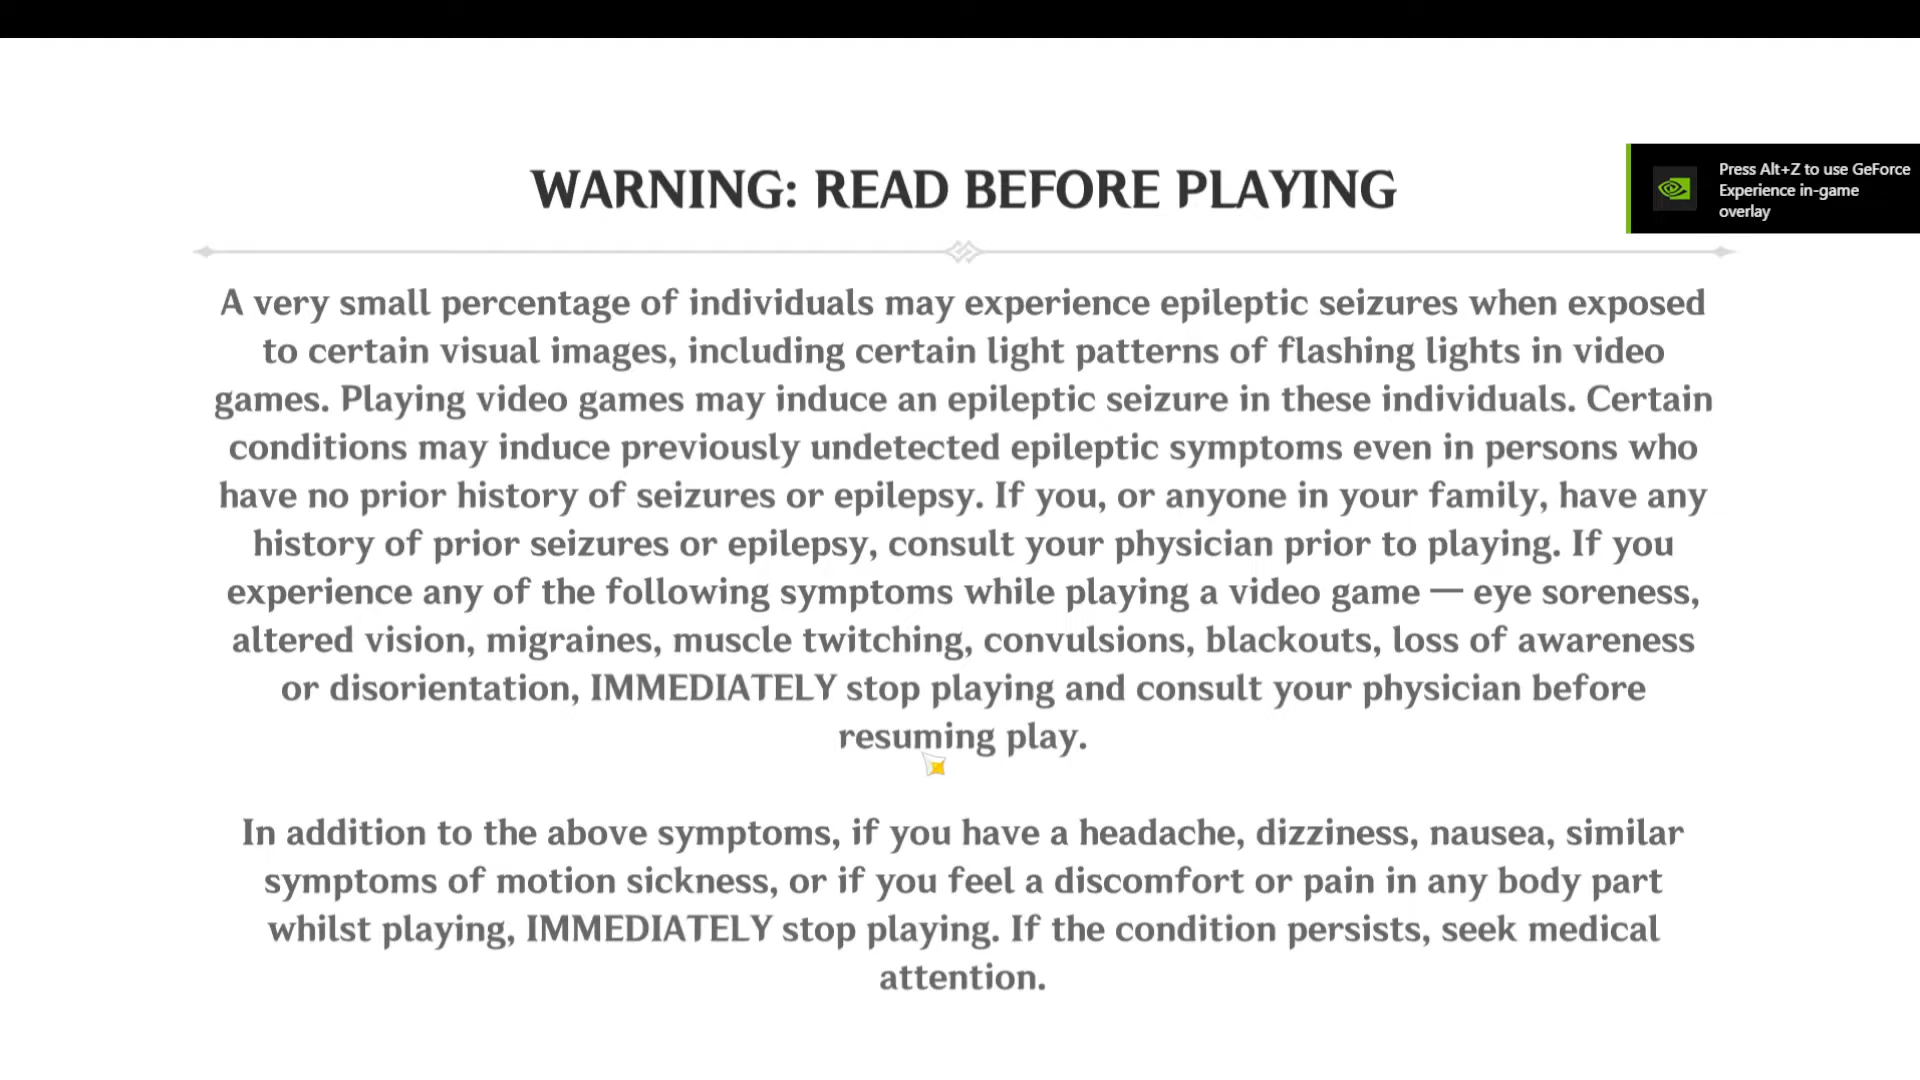 WARNING: READ BEFORE PLAYING
Press Alt+Z to use GeForce
Experience in-game
overlay
A very small percentage of individuals may experience epileptic seizures when exposed
to certain visual images, including certain light patterns of flashing lights in video
games. Playing video games may induce an epileptic seizure in these individuals. Certain
conditions may induce previously undetected epileptic symptoms even in persons who
have no prior history of seizures or epilepsy. If you, or anyone in your family, have any
history of prior seizures or epilepsy, consult your physician prior to playing. If you
experience any of the following symptoms while playing a video game — eye soreness,
altered vision, migraines, muscle twitching, convulsions, blackouts, loss of awareness
or disorientation, IMMEDIATELY stop playing and consult your physician before
resuming play.
In addition to the above symptoms, if you have a headache, dizziness, nausea, similar
symptoms of motion sickness, or if you feel a discomfort or pain in any body part
whilst playing, IMMEDIATELY stop playing. If the condition persists, seek medical
attention.